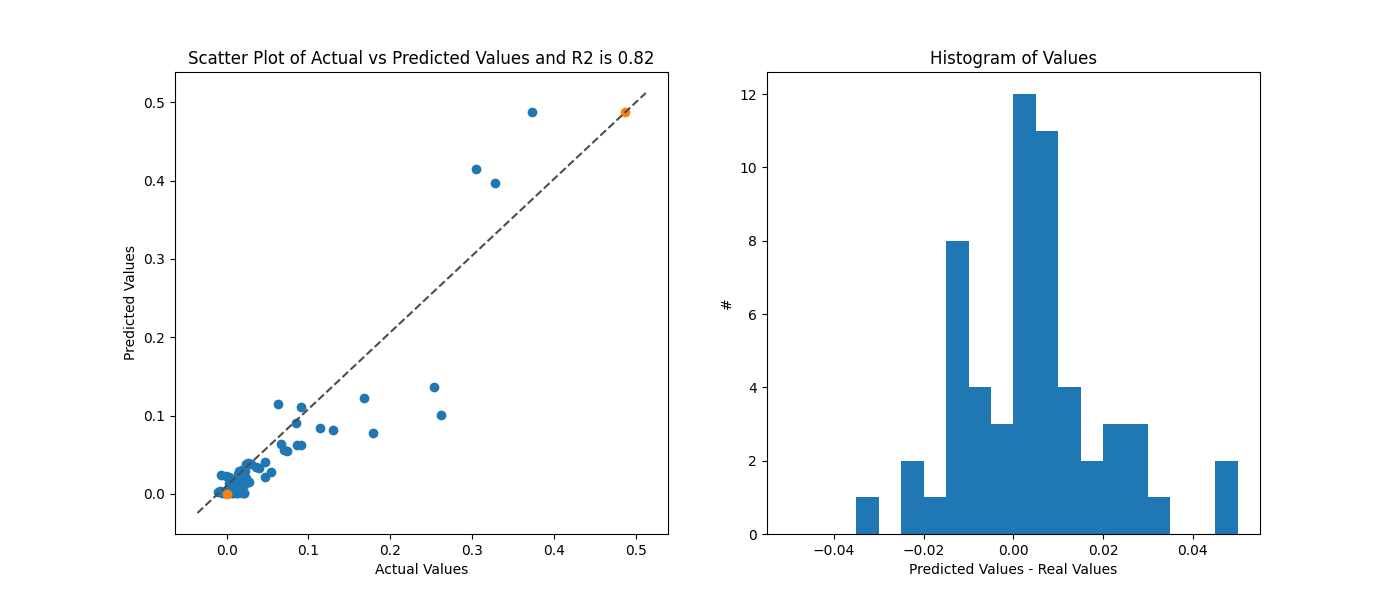 Scatter Plot of Actual vs Predicted Values and R2 is 0.82
0.5
0.4
0.3
0.2
0.1
0.0
Predicted Values
0.0 0.1 0.2 0.3 0.4 0.5
Actual Values
Histogram of Values
12
10
8
6
4
2
0
#
−0.04 −0.02 0.00 0.02 0.04
Predicted Values - Real Values